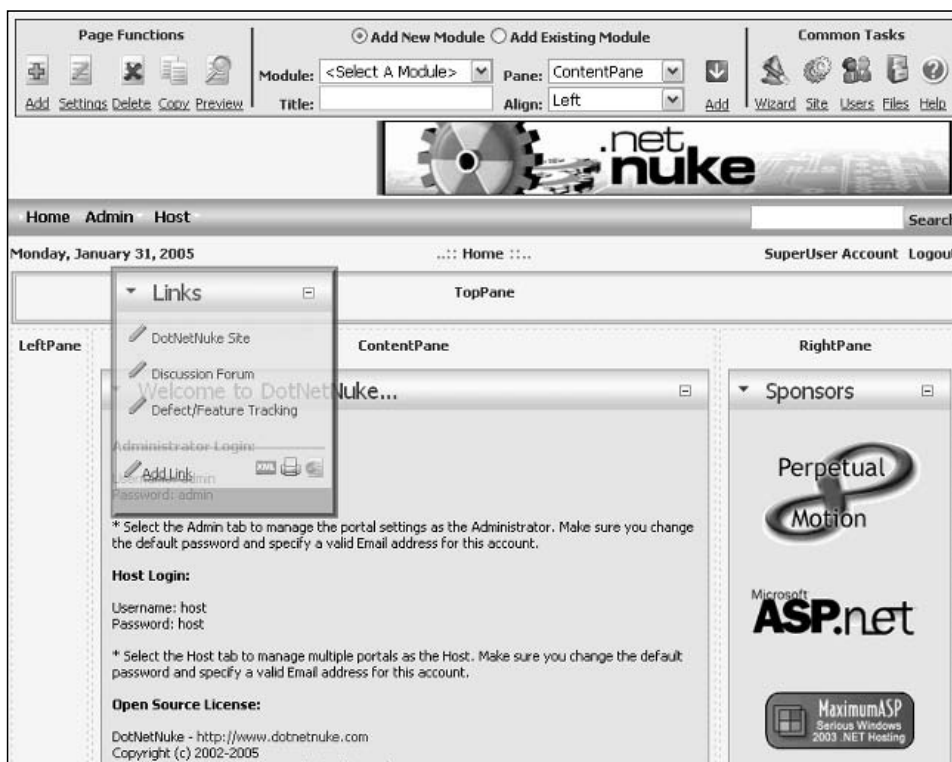 Page Functions
Add New Module Add Existing Module
Common Tasks
Module: <Select A Module> Pane: ContentPane
Title: Align: Left
Add Settings Delete Copy Preview
Add
Wizard Site Users Files Help
.net nuke
Home Admin Host
Search
Monday, January 31, 2005
..:: Home ::..
SuperUser Account Logout
Links
TopPane
LeftPane
ContentPane
RightPane
DotNetNuke Site
Discussion Forum
Defect/Feature Tracking
Add Link
XML
Welcome to DotNetNuke...
Administrator Login:
Username: admin
Password: admin
* Select the Admin tab to manage the portal settings as the Administrator. Make sure you change
the default password and specify a valid Email address for this account.
Host Login:
Username: host
Password: host
* Select the Host tab to manage multiple portals as the Host. Make sure you change the default
password and specify a valid Email address for this account.
Open Source License:
DotNetNuke - http://www.dotnetnuke.com
Copyright (c) 2002-2005
Sponsors
Perpetual
Motion
Microsoft
ASP.net
MaximumASP
Serious Windows
2003 .NET Hosting